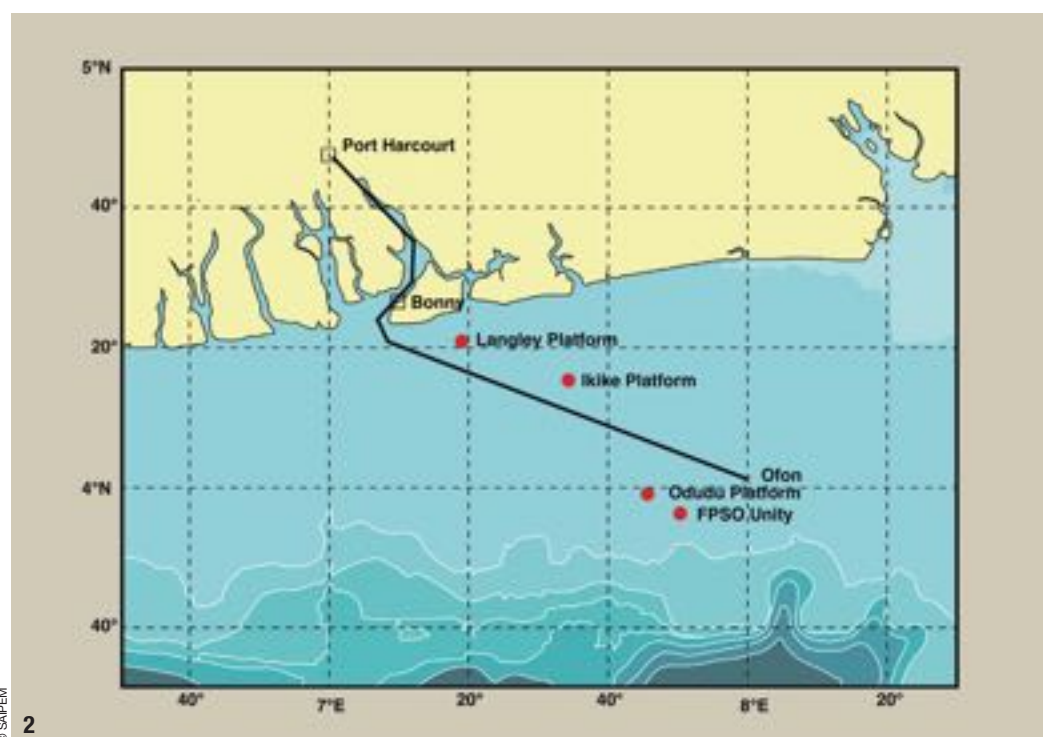 5°N
Port Harcourt
40°
Bonny
Langley Platform
20°
Ikike Platform
Ofon
4°N
Odudu Platform
FPSO Unity
40°
40°
7°E
20°
40°
8°E
20°
© SAIPEM
2